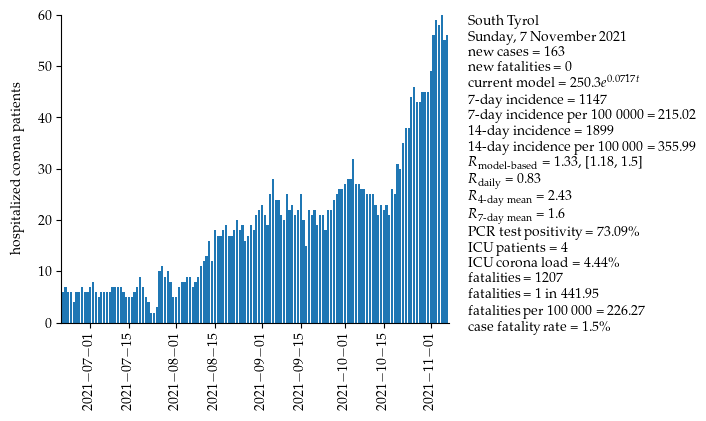 60
50
40
30
20
10
0
hospitalized corona patients
2021−07−01
2021−07−15
2021−08−01
2021−08−15
2021−09−01
2021−09−15
2021−10−01
2021−10−15
2021−11−01
South Tyrol
Sunday, 7 November 2021
new cases = 163
new fatalities = 0
current model = 250.3e^0.0717t
7-day incidence = 1147
7-day incidence per 100 0000 = 215.02
14-day incidence = 1899
14-day incidence per 100 000 = 355.99
R_model-based = 1.33, [1.18, 1.5]
R_daily = 0.83
R_4-day mean = 2.43
R_7-day mean = 1.6
PCR test positivity = 73.09%
ICU patients = 4
ICU corona load = 4.44%
fatalities = 1207
fatalities = 1 in 441.95
fatalities per 100 000 = 226.27
case fatality rate = 1.5%